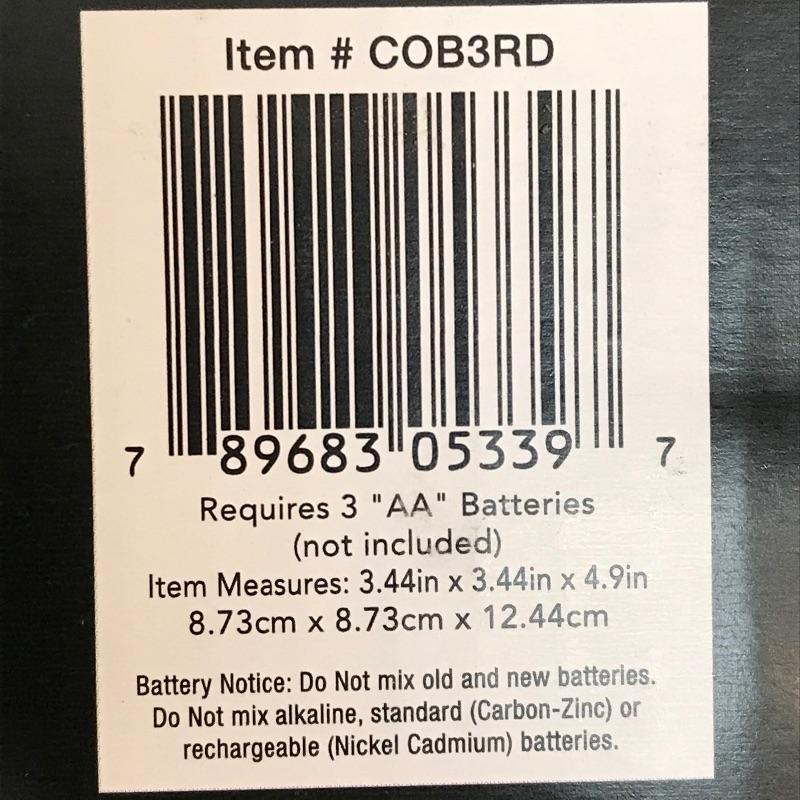 Item # COB3RD
7 89683 05339 7
Requires 3 "AA" Batteries
(not included)
Item Measures: 3.44in x 3.44in x 4.9in
8.73cm x 8.73cm x 12.44cm
Battery Notice: Do Not mix old and new batteries.
Do Not mix alkaline, standard (Carbon-Zinc) or
rechargeable (Nickel Cadmium) batteries.